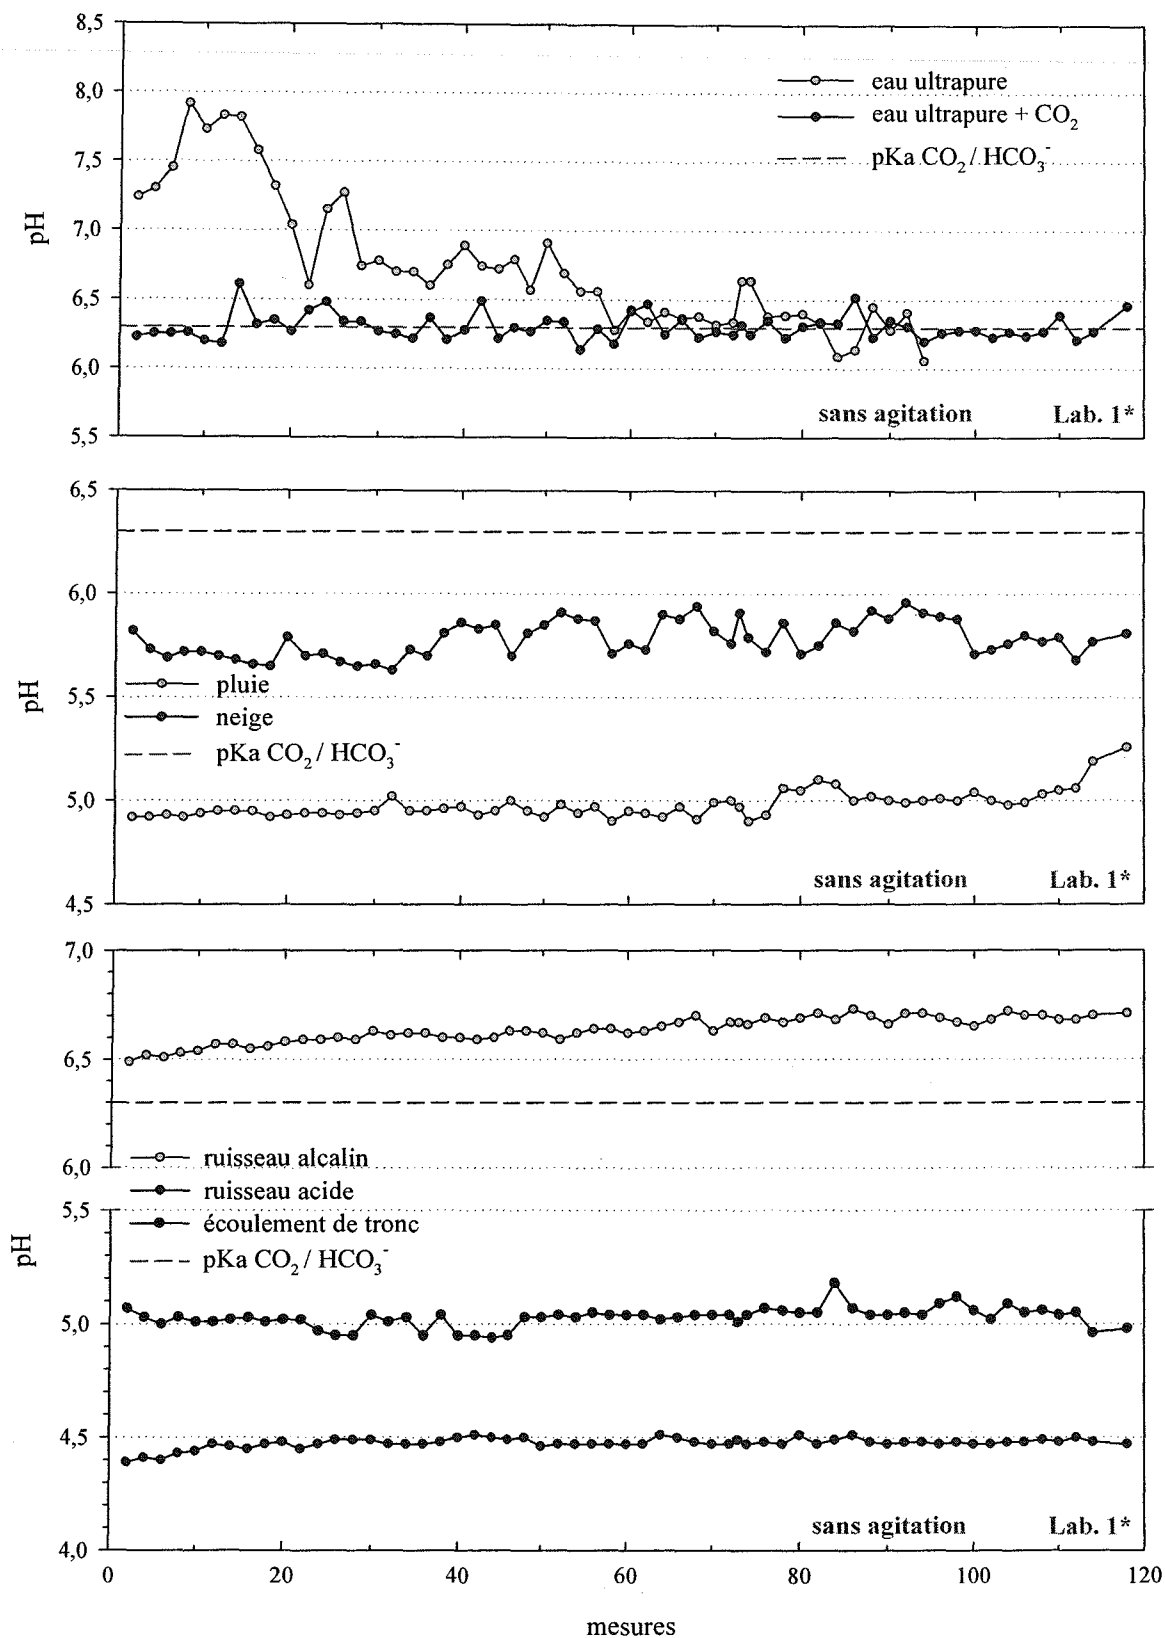 8,5
8,0
7,5
7,0
6,5
6,0
5,5
pH
eau ultrapure
eau ultrapure + CO2
pKa CO2 / HCO3-
sans agitation Lab. 1*
6,5
6,0
5,5
5,0
4,5
pH
pluie
neige
pKa CO2 / HCO3-
sans agitation Lab. 1*
7,0
6,5
6,0
5,5
5,0
4,5
4,0
pH
ruisseau alcalin
ruisseau acide
écoulement de tronc
pKa CO2 / HCO3-
sans agitation Lab. 1*
0 20 40 60 80 100 120
mesures